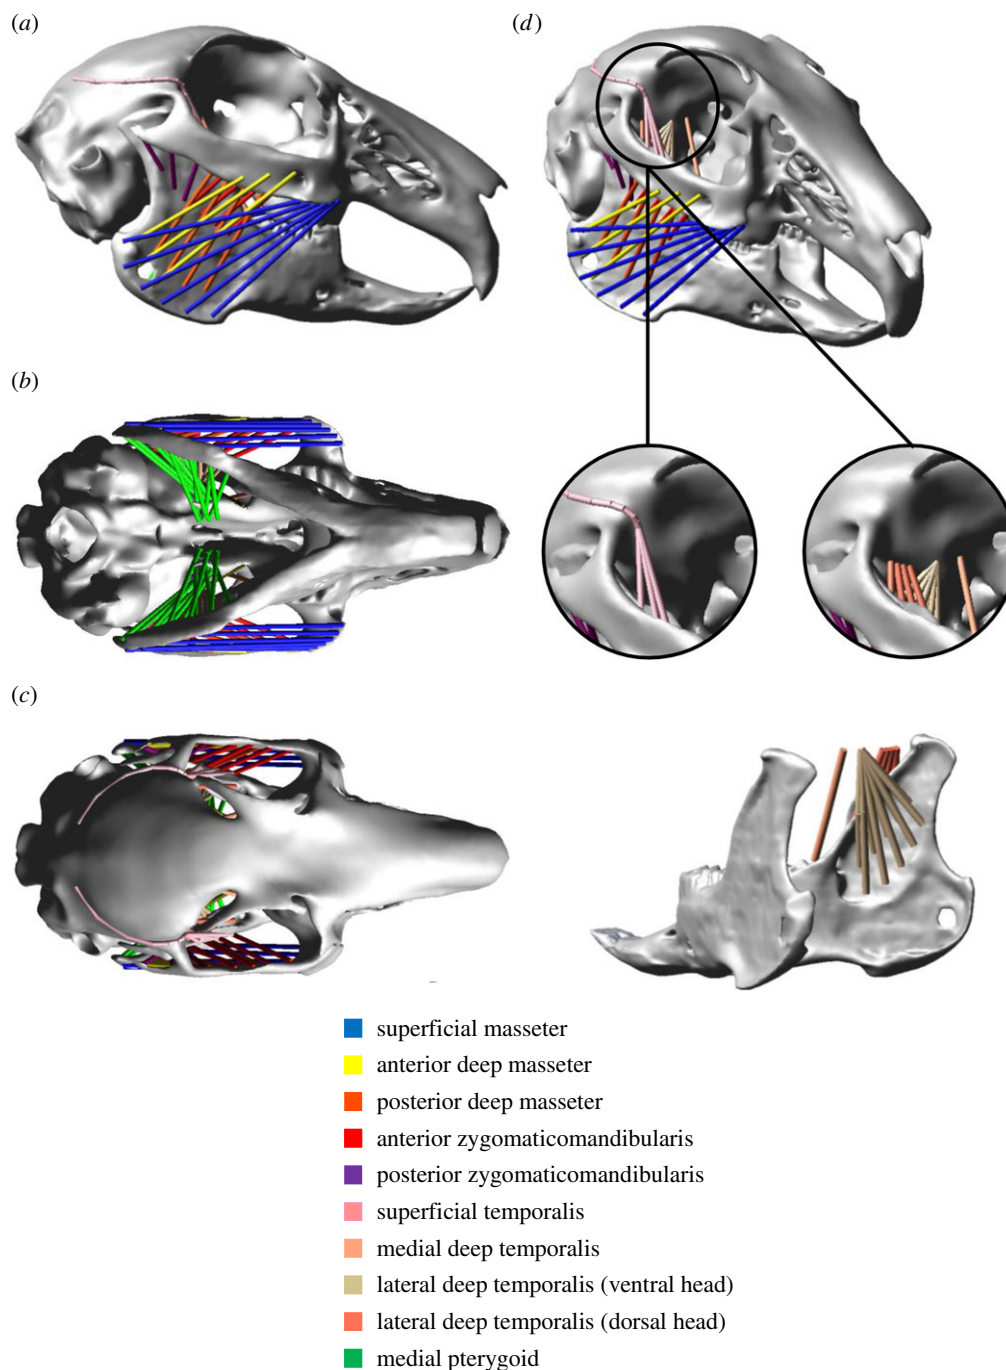 (a)
(d)
(b)
(c)
superficial masseter
anterior deep masseter
posterior deep masseter
anterior zygomaticomandibularis
posterior zygomaticomandibularis
superficial temporalis
medial deep temporalis
lateral deep temporalis (ventral head)
lateral deep temporalis (dorsal head)
medial pterygoid